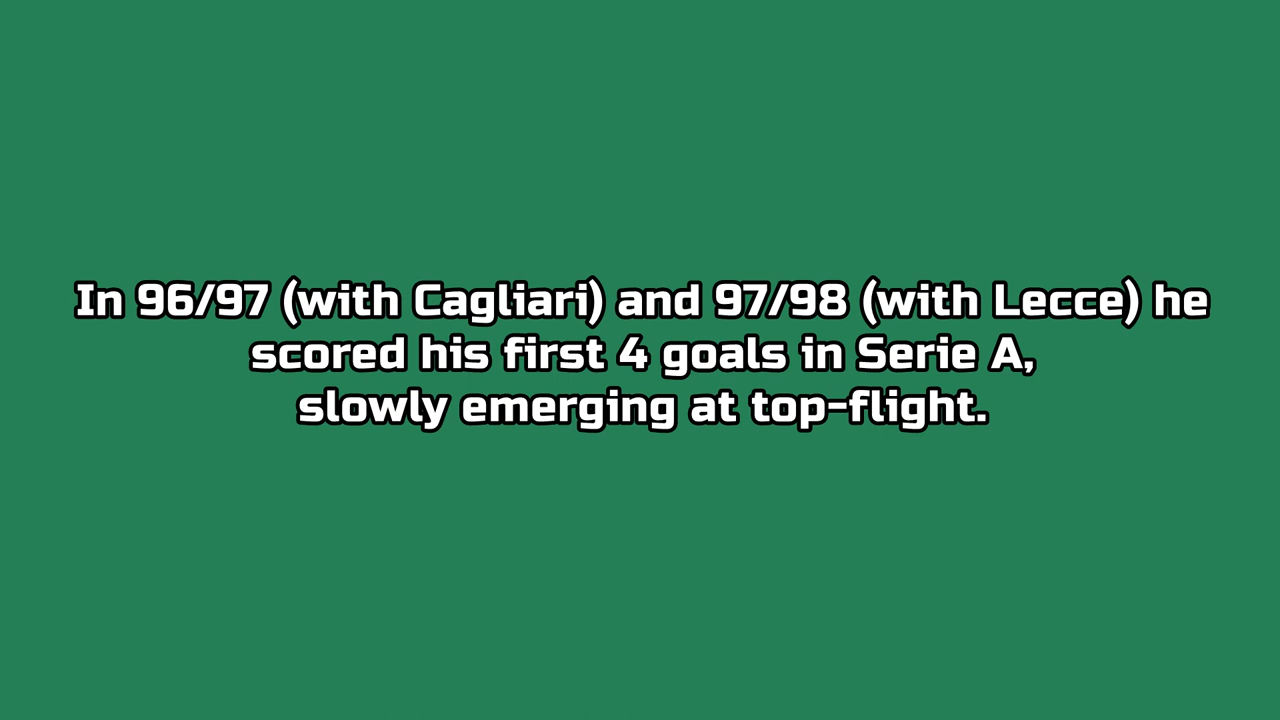 In 96/97 (with Cagliari) and 97/98 (with Lecce) he
scored his first 4 goals in Serie A,
slowly emerging at top-flight.